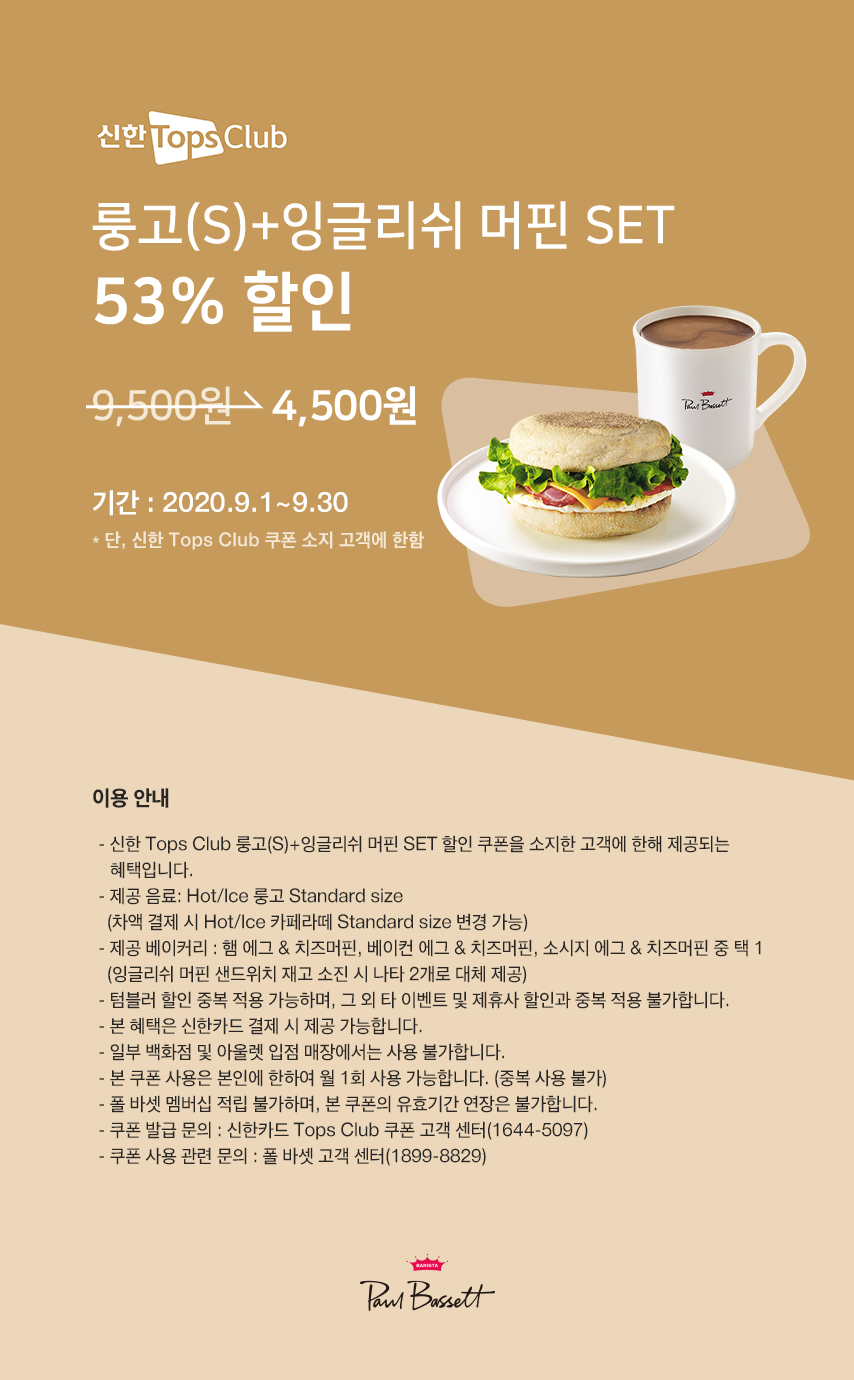 신한 Tops Club
룽고(S)+잉글리쉬 머핀 SET
53% 할인
9,500원 → 4,500원
Paul Bassett
기간 : 2020.9.1~9.30
* 단, 신한 Tops Club 쿠폰 소지 고객에 한함
이용 안내
- 신한 Tops Club 룽고(S)+잉글리쉬 머핀 SET 할인 쿠폰을 소지한 고객에 한해 제공되는
혜택입니다.
- 제공 음료: Hot/Ice 룽고 Standard size
(차액 결제 시 Hot/Ice 카페라떼 Standard size 변경 가능)
- 제공 베이커리 : 햄 에그 & 치즈머핀, 베이컨 에그 & 치즈머핀, 소시지 에그 & 치즈머핀 중 택 1
(잉글리쉬 머핀 샌드위치 재고 소진 시 나타 2개로 대체 제공)
- 텀블러 할인 중복 적용 가능하며, 그 외 타 이벤트 및 제휴사 할인과 중복 적용 불가합니다.
- 본 혜택은 신한카드 결제 시 제공 가능합니다.
- 일부 백화점 및 아울렛 입점 매장에서는 사용 불가합니다.
- 본 쿠폰 사용은 본인에 한하여 월 1회 사용 가능합니다. (중복 사용 불가)
- 폴 바셋 멤버십 적립 불가하며, 본 쿠폰의 유효기간 연장은 불가합니다.
- 쿠폰 발급 문의 : 신한카드 Tops Club 쿠폰 고객 센터(1644-5097)
- 쿠폰 사용 관련 문의 : 폴 바셋 고객 센터(1899-8829)
BARISTA
Paul Bassett